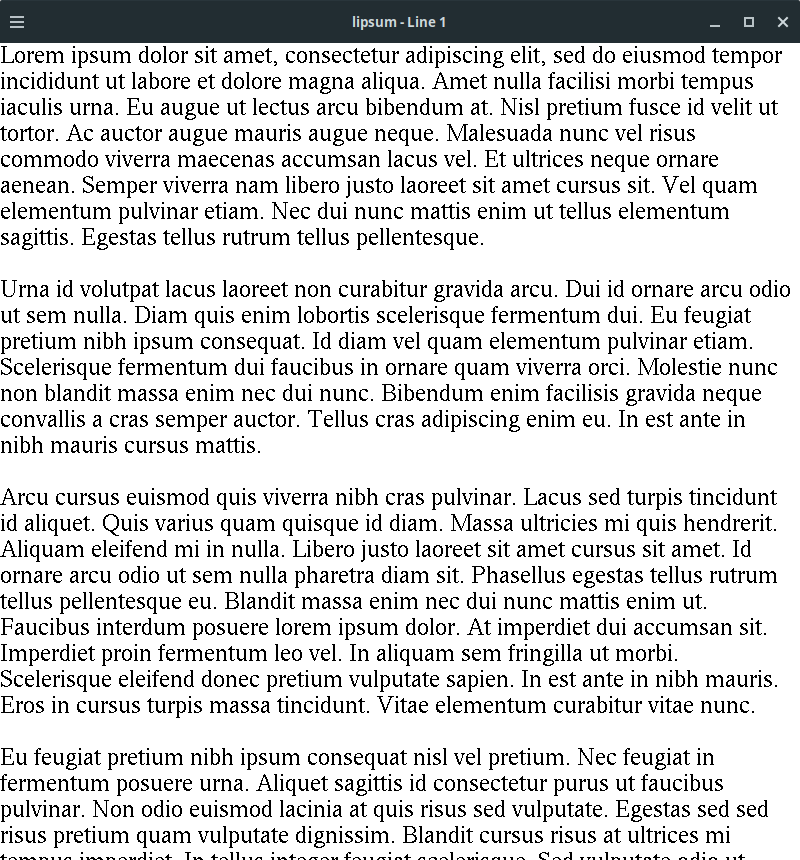 lipsum - Line 1
Lorem ipsum dolor sit amet, consectetur adipiscing elit, sed do eiusmod tempor
incididunt ut labore et dolore magna aliqua. Amet nulla facilisi morbi tempus
iaculis urna. Eu augue ut lectus arcu bibendum at. Nisl pretium fusce id velit ut
tortor. Ac auctor augue mauris augue neque. Malesuada nunc vel risus
commodo viverra maecenas accumsan lacus vel. Et ultrices neque ornare
aenean. Semper viverra nam libero justo laoreet sit amet cursus sit. Vel quam
elementum pulvinar etiam. Nec dui nunc mattis enim ut tellus elementum
sagittis. Egestas tellus rutrum tellus pellentesque.
Urna id volutpat lacus laoreet non curabitur gravida arcu. Dui id ornare arcu odio
ut sem nulla. Diam quis enim lobortis scelerisque fermentum dui. Eu feugiat
pretium nibh ipsum consequat. Id diam vel quam elementum pulvinar etiam.
Scelerisque fermentum dui faucibus in ornare quam viverra orci. Molestie nunc
non blandit massa enim nec dui nunc. Bibendum enim facilisis gravida neque
convallis a cras semper auctor. Tellus cras adipiscing enim eu. In est ante in
nibh mauris cursus mattis.
Arcu cursus euismod quis viverra nibh cras pulvinar. Lacus sed turpis tincidunt
id aliquet. Quis varius quam quisque id diam. Massa ultricies mi quis hendrerit.
Aliquam eleifend mi in nulla. Libero justo laoreet sit amet cursus sit amet. Id
ornare arcu odio ut sem nulla pharetra diam sit. Phasellus egestas tellus rutrum
tellus pellentesque eu. Blandit massa enim nec dui nunc mattis enim ut.
Faucibus interdum posuere lorem ipsum dolor. At imperdiet dui accumsan sit.
Imperdiet proin fermentum leo vel. In aliquam sem fringilla ut morbi.
Scelerisque eleifend donec pretium vulputate sapien. In est ante in nibh mauris.
Eros in cursus turpis massa tincidunt. Vitae elementum curabitur vitae nunc.
Eu feugiat pretium nibh ipsum consequat nisl vel pretium. Nec feugiat in
fermentum posuere urna. Aliquet sagittis id consectetur purus ut faucibus
pulvinar. Non odio euismod lacinia at quis risus sed vulputate. Egestas sed sed
risus pretium quam vulputate dignissim. Blandit cursus risus at ultrices mi
tempus imperdiet. In tellus integer feugiat scelerisque. Sed vulputate odio ut